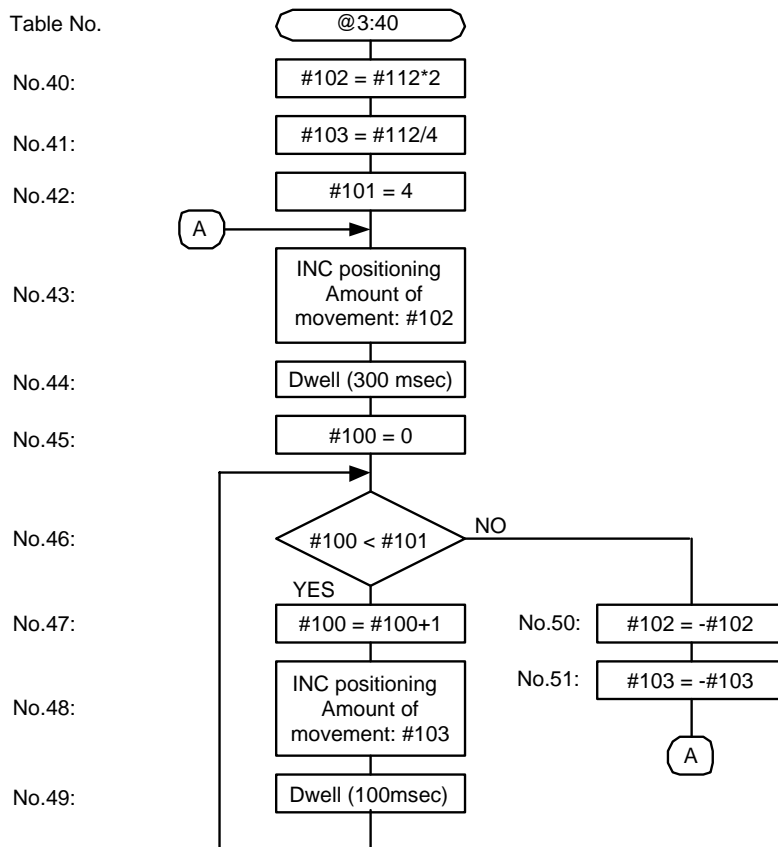 Table No.
@3:40
No.40:
#102 = #112*2
No.41:
#103 = #112/4
No.42:
#101 = 4
A
No.43:
INC positioning
Amount of
movement: #102
No.44:
Dwell (300 msec)
No.45:
#100 = 0
No.46:
#100 < #101
NO
YES
No.47:
#100 = #100+1
No.50:
#102 = -#102
No.48:
INC positioning
Amount of
movement: #103
No.51:
#103 = -#103
A
No.49:
Dwell (100msec)